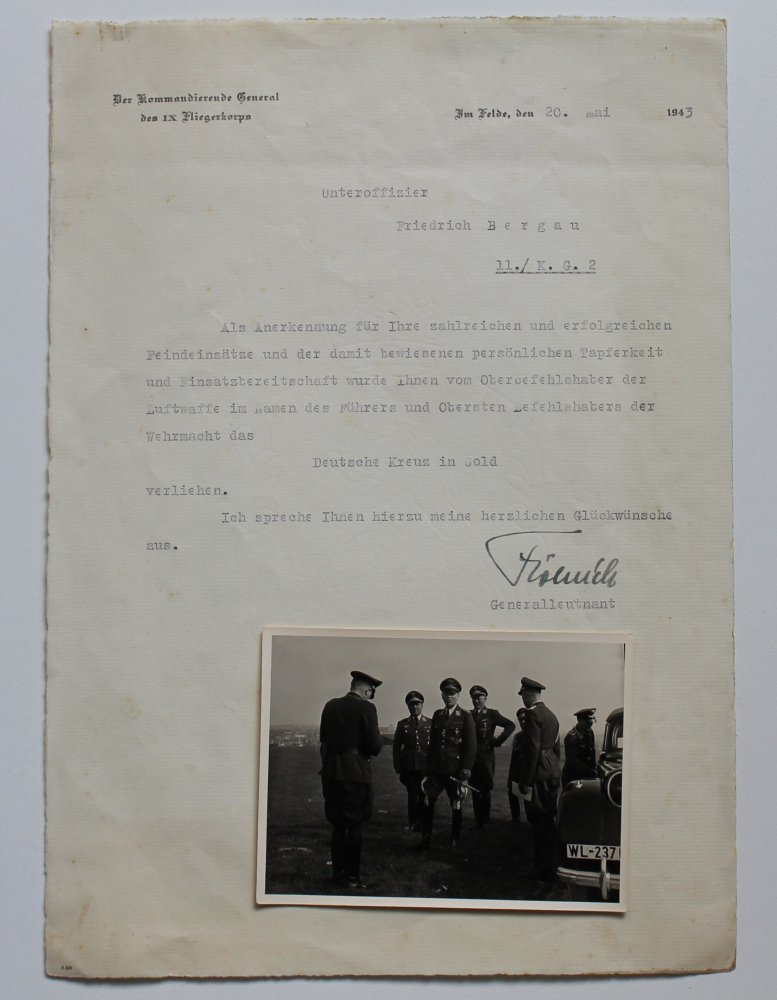 Der Kommandierende General
des IX Fliegerkorps
Im Felde, den 20. Mai 1943
Unteroffizier
Friedrich B e r g a u
11./ K. G. 2
Als Anerkennung für Ihre zahlreichen und erfolgreichen
Feindeinsätze und der damit bewiesenen persönlichen Tapferkeit
und Einsatzbereitschaft wurde Ihnen vom Oberbefehlshaber der
Luftwaffe im Namen des Führers und Obersten Befehlshabers der
Wehrmacht das
Deutsche Kreuz in Gold
verliehen.
Ich spreche Ihnen hierzu meine herzlichen Glückwünsche
aus.
Generalleutnant
WL-237